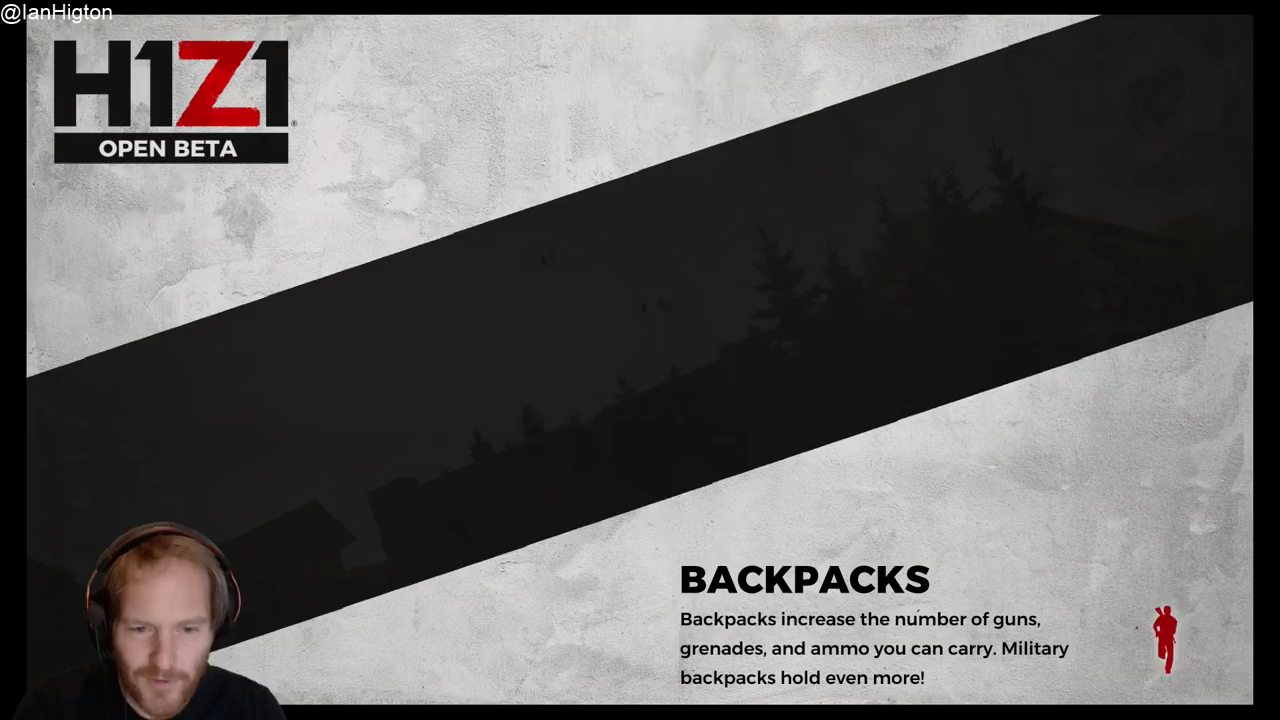 @IanHigton
H1Z1®
OPEN BETA
BACKPACKS
Backpacks increase the number of guns,
grenades, and ammo you can carry. Military
backpacks hold even more!